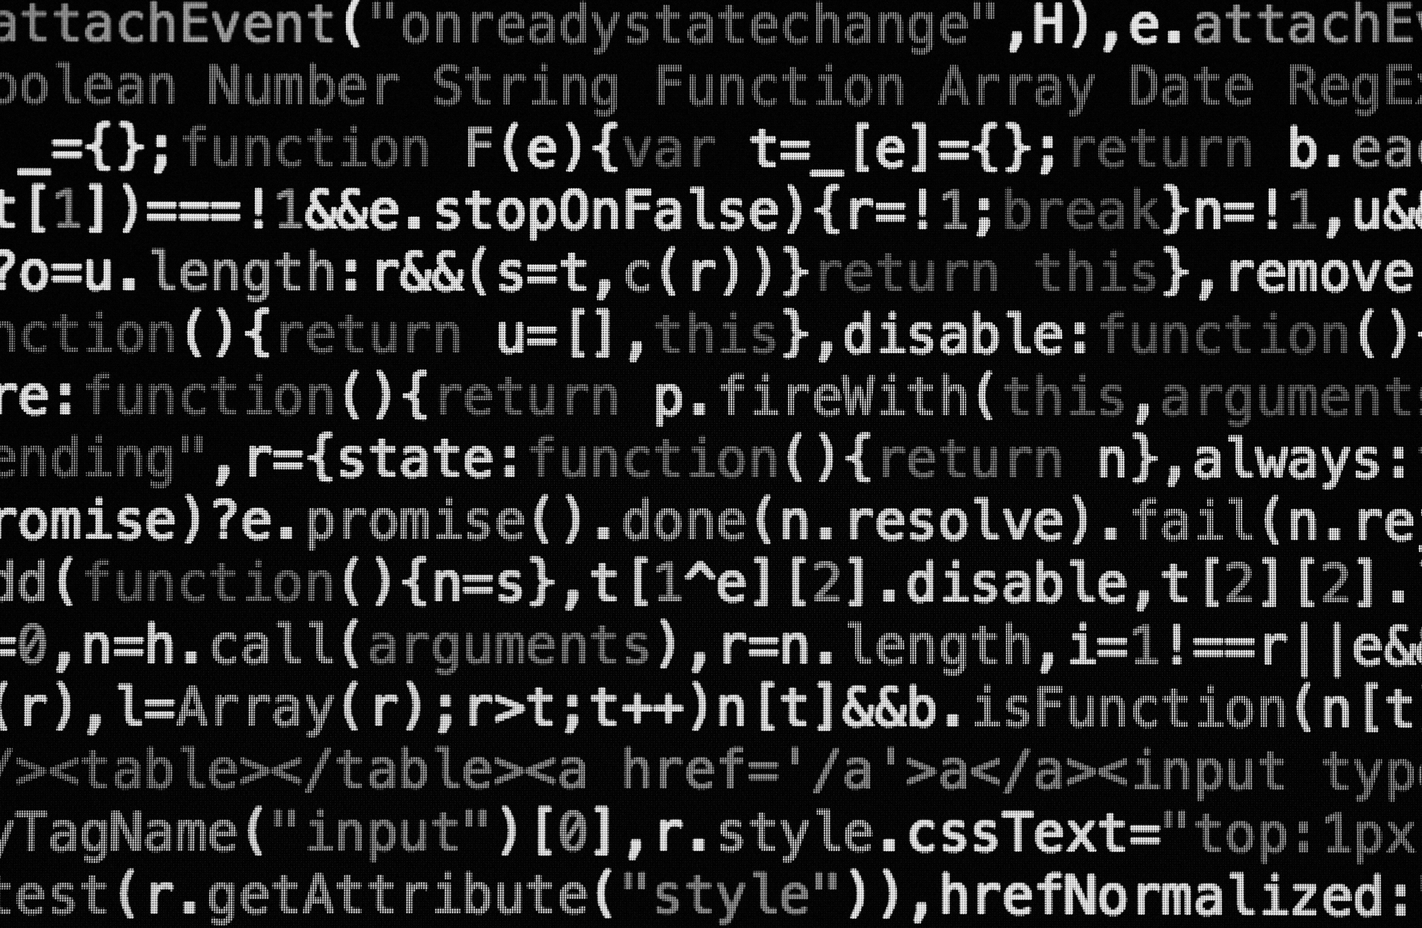 attachEvent("onreadystatechange",H),e.attachE
oolean Number String Function Array Date RegEx
_={};function F(e){var t=_[e]={};return b.eac
t[1])===!1&&e.stopOnFalse){r=!1;break}n=!1,u&&
?o=u.length:r&&(s=t,c(r))}return this},remove
nction(){return u=[],this},disable:function(){
re:function(){return p.fireWith(this,argument
ending",r={state:function(){return n},always:
romise)?e.promise().done(n.resolve).fail(n.re
dd(function(){n=s},t[1^e][2].disable,t[2][2].
=0,n=h.call(arguments),r=n.length,i=1!==r||e&
(r),l=Array(r);r>t;t++)n[t]&&b.isFunction(n[t
/><table></table><a href='/a'>a</a><input typ
yTagName("input")[0],r.style.cssText="top:1px
test(r.getAttribute("style")),hrefNormalized: